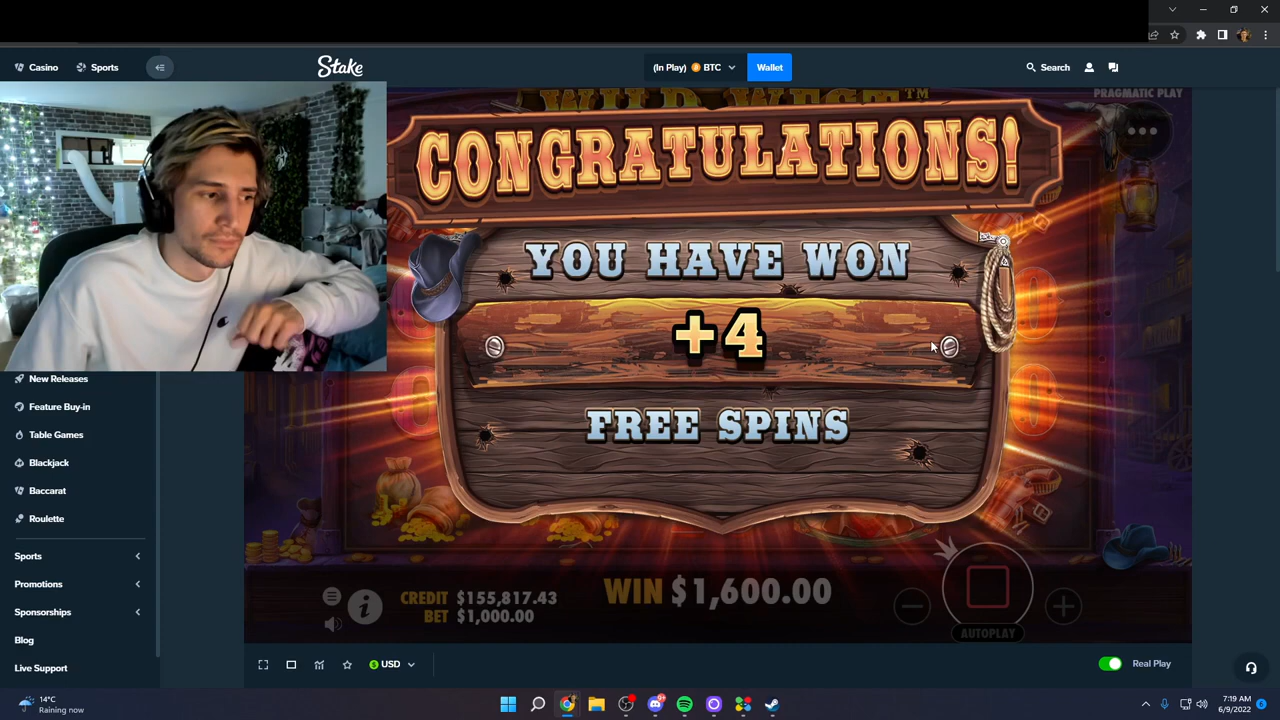 Casino
Sports
Stake
(In Play) BTC
Wallet
Search
WILD WEST™
PRAGMATIC PLAY
CONGRATULATIONS!
YOU HAVE WON
+4
FREE SPINS
New Releases
Feature Buy-in
Table Games
Blackjack
Baccarat
Roulette
Sports
Promotions
Sponsorships
Blog
Live Support
CREDIT $155,817.43
BET $1,000.00
WIN $1,600.00
AUTOPLAY
USD
Real Play
14°C
Raining now
7:19 AM
6/9/2022